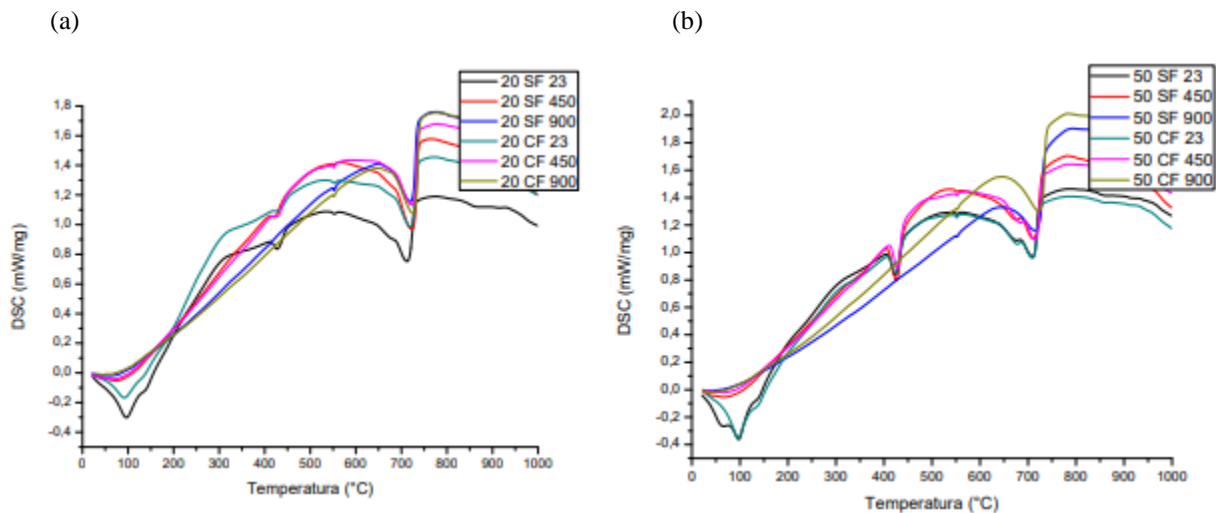 (a)
20 SF 23
20 SF 450
20 SF 900
20 CF 23
20 CF 450
20 CF 900
1,8
1,6
1,4
1,2
1,0
0,8
0,6
0,4
0,2
0,0
-0,2
-0,4
DSC (mW/mg)
0 100 200 300 400 500 600 700 800 900 1000
Temperatura (°C)
(b)
50 SF 23
50 SF 450
50 SF 900
50 CF 23
50 CF 450
50 CF 900
2,0
1,8
1,6
1,4
1,2
1,0
0,8
0,6
0,4
0,2
0,0
-0,2
-0,4
DSC (mW/mg)
0 100 200 300 400 500 600 700 800 900 1000
Temperatura (°C)